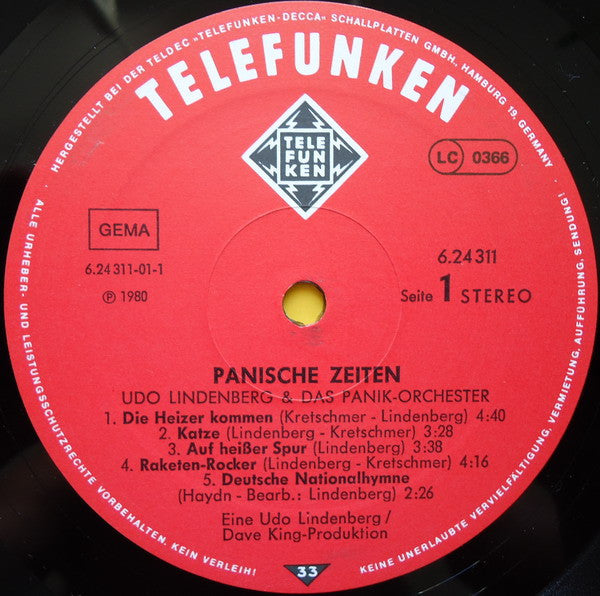 HERGESTELLT BEI DER TELDEC »TELEFUNKEN-DECCA« SCHALLPLATTEN GMBH., HAMBURG 19, GERMANY
TELEFUNKEN
TELE
FUN
KEN
LC 0366
GEMA
6.24311-01-1
℗ 1980
6.24311
Seite 1 STEREO
PANISCHE ZEITEN
UDO LINDENBERG & DAS PANIK-ORCHESTER
1. Die Heizer kommen (Kretschmer - Lindenberg) 4:40
2. Katze (Lindenberg - Kretschmer) 3:28
3. Auf heißer Spur (Lindenberg) 3:38
4. Raketen-Rocker (Lindenberg - Kretschmer) 4:16
5. Deutsche Nationalhymne
(Haydn - Bearb.: Lindenberg) 2:26
Eine Udo Lindenberg/
Dave King-Produktion
33
ALLE URHEBER- UND LEISTUNGSSCHUTZRECHTE VORBEHALTEN. KEIN VERLEIH!
KEINE UNERLAUBTE VERVIELFÄLTIGUNG, VERMIETUNG, AUFFÜHRUNG, SENDUNG!